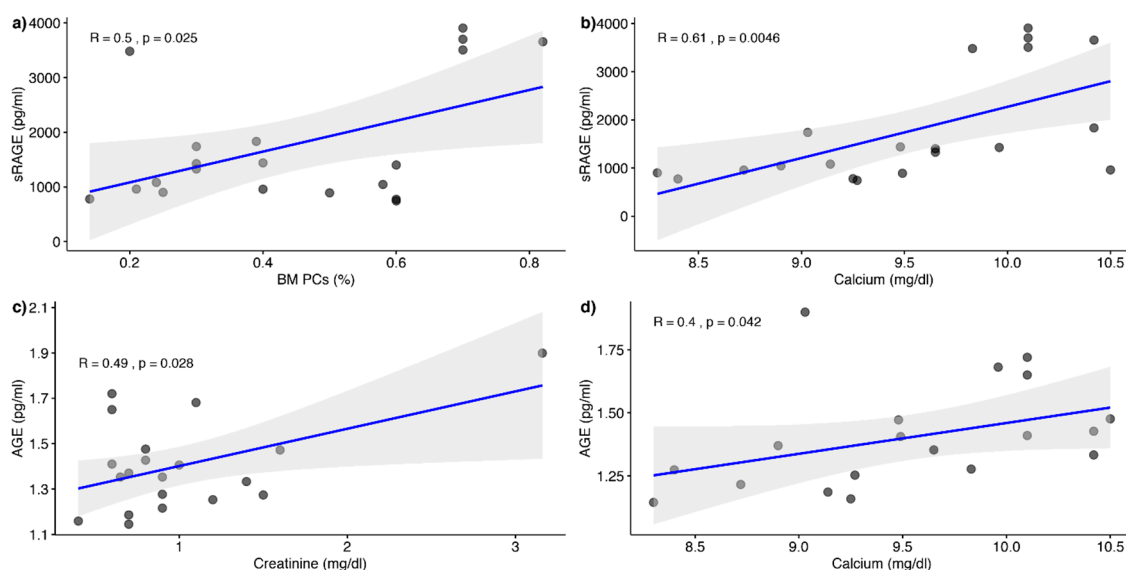 a)
R = 0.5 , p = 0.025
sRAGE (pg/ml)
4000
3000
2000
1000
0
0.2 0.4 0.6 0.8
BM PCs (%)
b)
R = 0.61 , p = 0.0046
sRAGE (pg/ml)
4000
3000
2000
1000
0
8.5 9.0 9.5 10.0 10.5
Calcium (mg/dl)
c)
R = 0.49 , p = 0.028
AGE (pg/ml)
2.1
1.9
1.7
1.5
1.3
1.1
1 2 3
Creatinine (mg/dl)
d)
R = 0.4 , p = 0.042
AGE (pg/ml)
1.75
1.50
1.25
8.5 9.0 9.5 10.0 10.5
Calcium (mg/dl)